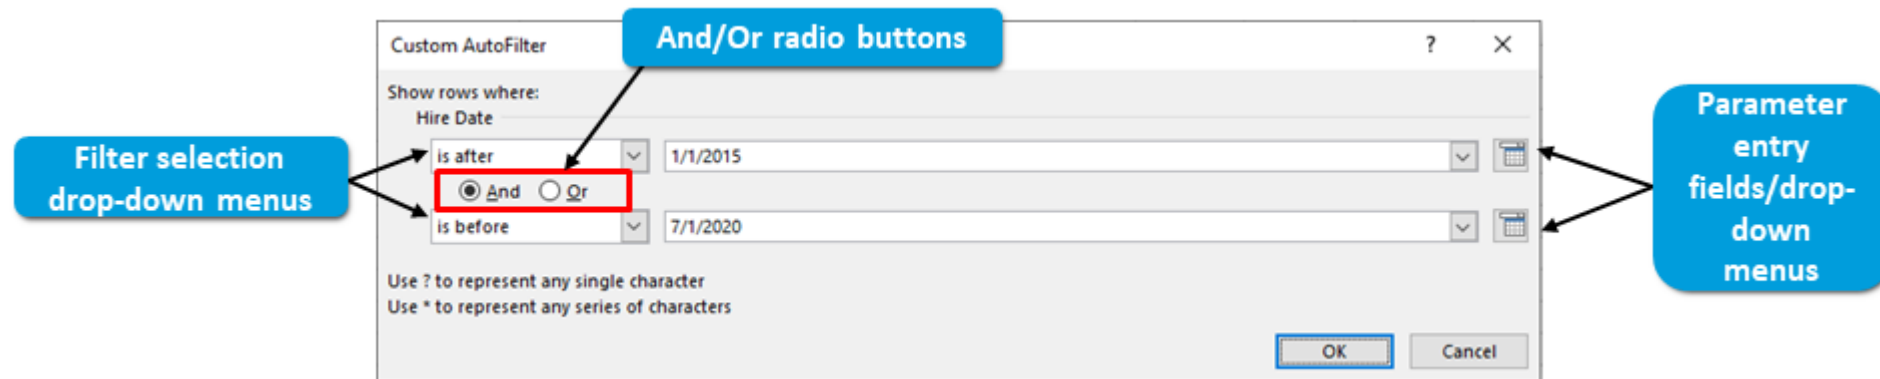 And/Or radio buttons
Custom AutoFilter
?
Show rows where:
Hire Date
Filter selection
drop-down menus
is after
1/1/2015
And Or
is before
7/1/2020
Parameter
entry
fields/drop-
down
menus
Use ? to represent any single character
Use * to represent any series of characters
OK
Cancel